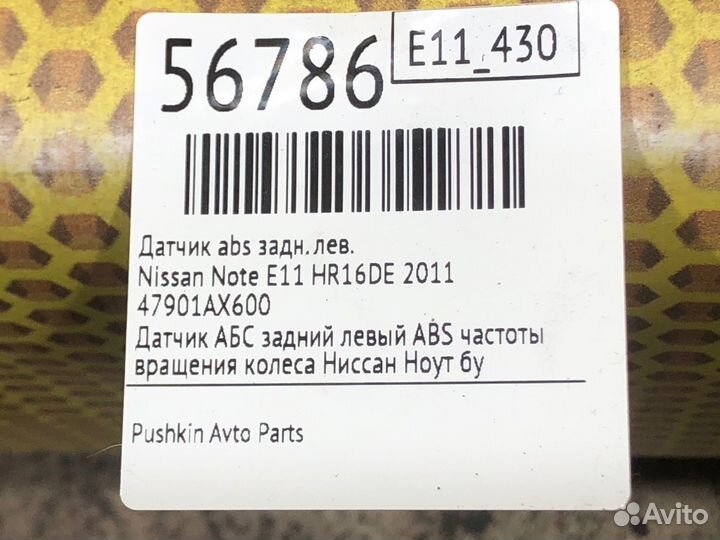 56786
E11_430
Датчик abs задн.лев.
Nissan Note E11 HR16DE 2011
47901AX600
Датчик АБС задний левый ABS частоты
вращения колеса Ниссан Ноут бу
Pushkin Avto Parts
Avito